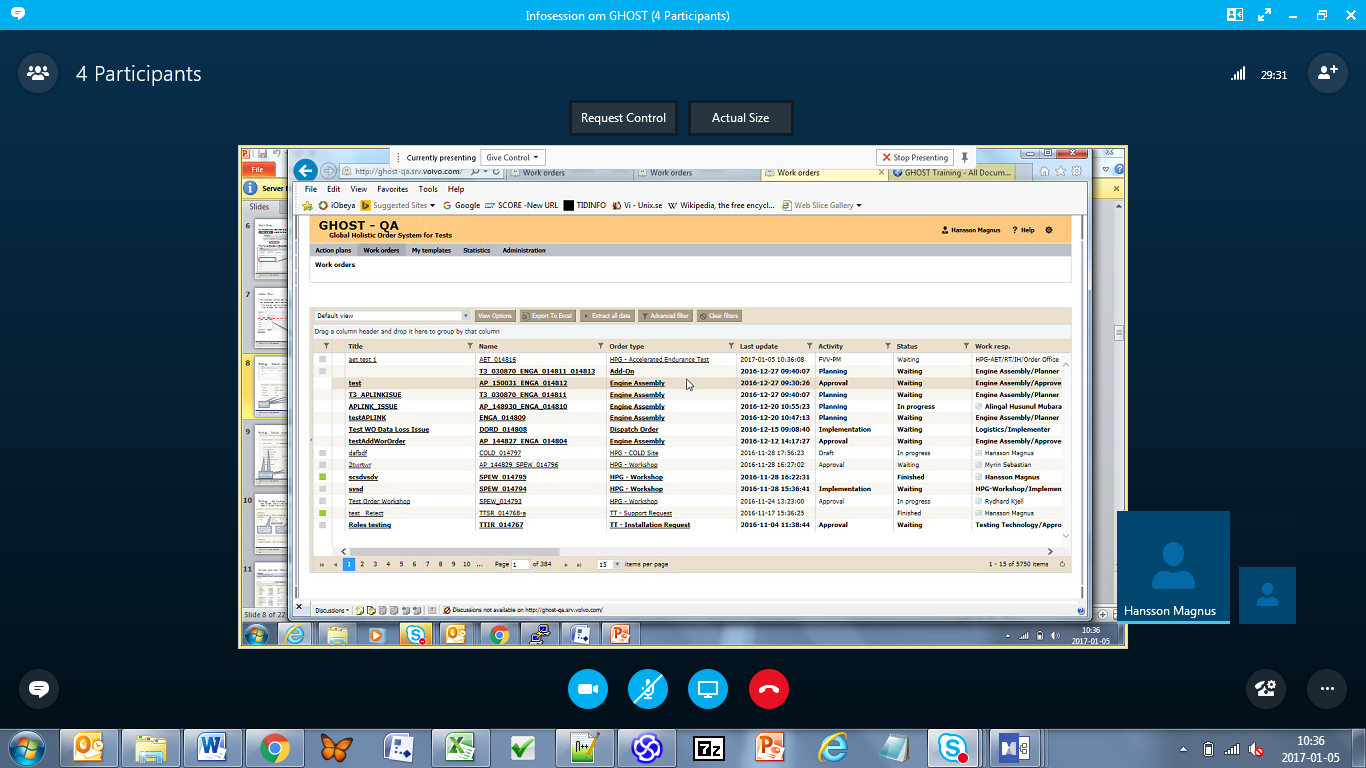 Infosession om GHOST (4 Participants)
4 Participants
29:31
Request Control
Actual Size
Currently presenting
Give Control
Stop Presenting
File
http://ghost-qa.srv.volvo.com/
Work orders
Work orders
Work orders
GHOST Training - All Docum...
File Edit View Favorites Tools Help
iObeya Suggested Sites Google SCORE -New URL TIDINFO Vi - Unix.se Wikipedia, the free encycl... Web Slice Gallery
Server
Slides
6
7
8
9
10
11
Slide 8 of 22
GHOST - QA
Global Holistic Order System for Tests
Hansson Magnus ? Help
Action plans Work orders My templates Statistics Administration
Work orders
Default view View Options Export To Excel Extract all data Advanced filter Clear filters
Drag a column header and drop it here to group by that column
Title Name Order type Last update Activity Status Work resp.
aet test 1 AET_014816 HPG - Accelerated Endurance Test 2017-01-05 10:36:08 FVV-PM Waiting HPG-AET/RT/IH/Order Office
T3_030870_ENGA_014811_014813 Add-On 2016-12-27 09:40:07 Planning Waiting Engine Assembly/Planner
test AP_150031_ENGA_014812 Engine Assembly 2016-12-27 09:30:26 Approval Waiting Engine Assembly/Approve
T3_APLINKISUE T3_030870_ENGA_014811 Engine Assembly 2016-12-27 09:40:07 Planning Waiting Engine Assembly/Planner
APLINK_ISSUE AP_148930_ENGA_014810 Engine Assembly 2016-12-20 10:55:23 Planning In progress Alingal Husunul Mubara
testAPLINK ENGA_014809 Engine Assembly 2016-12-20 10:47:13 Planning Waiting Engine Assembly/Planner
Test WO Data Loss Issue DORD_014808 Dispatch Order 2016-12-15 09:08:40 Implementation Waiting Logistics/Implementer
testAddWorOrder AP_144827_ENGA_014804 Engine Assembly 2016-12-12 14:17:27 Approval Waiting Engine Assembly/Approve
dafbdf COLD_014797 HPG - COLD Site 2016-11-28 17:56:23 Draft In progress Hansson Magnus
2twrtwr AP_144829_SPEW_014796 HPG - Workshop 2016-11-28 16:27:02 Approval Waiting Myrin Sebastian
scsdvsdv SPEW_014795 HPG - Workshop 2016-11-28 16:22:31 Finished Hansson Magnus
svsd SPEW_014794 HPG - Workshop 2016-11-28 15:36:41 Implementation Waiting HPG-Workshop/Implemen
Test Order Workshop SPEW_014793 HPG - Workshop 2016-11-24 13:23:00 Approval In progress Rydhard Kjell
test_Reject TTSR_014768-a TT - Support Request 2016-11-17 15:36:25 Finished Hansson Magnus
Roles testing TTIR_014767 TT - Installation Request 2016-11-04 11:38:44 Approval Waiting Testing Technology/Appro
1 2 3 4 5 6 7 8 9 10 ... Page 1 of 384 15 items per page 1 - 15 of 5750 items
Discussions Discussions not available on http://ghost-qa.srv.volvo.com/
10:36
2017-01-05
Hansson Magnus
10:36
2017-01-05